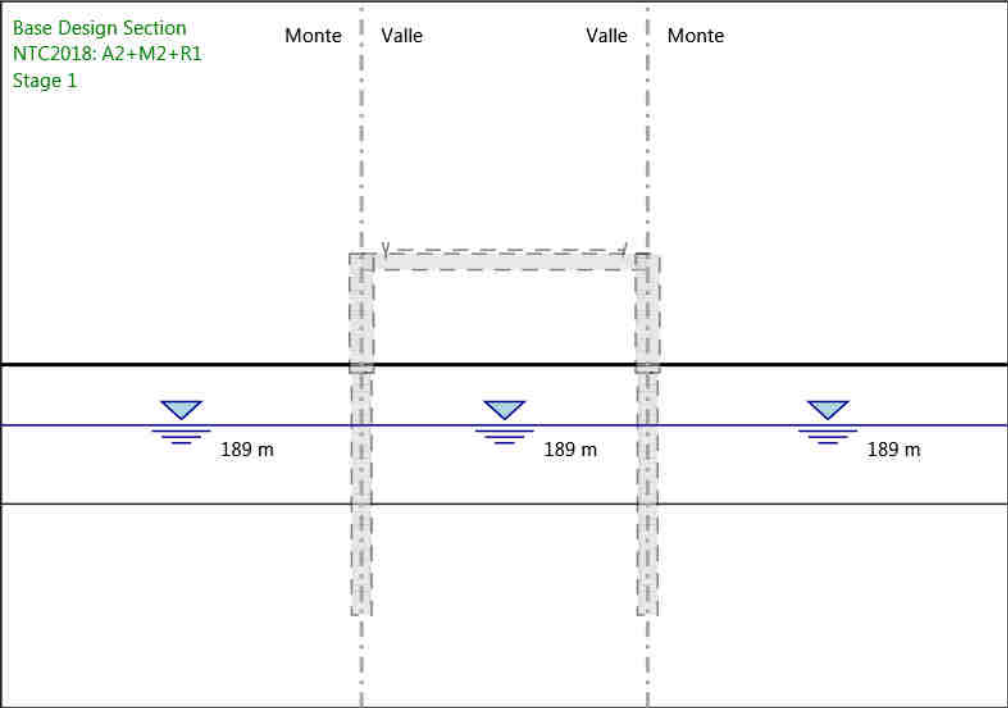 Base Design Section
NTC2018: A2+M2+R1
Stage 1
Monte
Valle
Valle
Monte
189 m
189 m
189 m